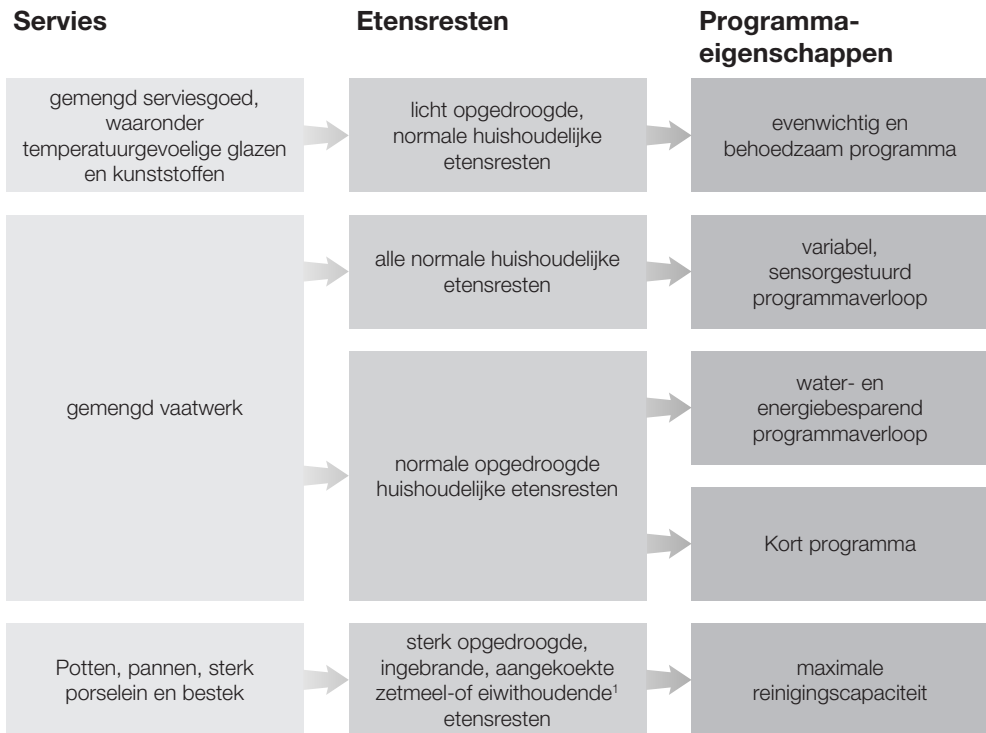 Servies
Etensresten
Programma-
eigenschappen
gemengd serviesgoed,
waaronder
temperatuurgevoelige glazen
en kunststoffen
licht opgedroogde,
normale huishoudelijke
etensresten
evenwichtig en
behoedzaam programma
gemengd vaatwerk
alle normale huishoudelijke
etensresten
variabel,
sensorgestuurd
programmaverloop
normale opgedroogde
huishoudelijke etensresten
water- en
energiebesparend
programmaverloop
Kort programma
Potten, pannen, sterk
porselein en bestek
sterk opgedroogde,
ingebrande, aangekoekte
zetmeel-of eiwithoudende¹
etensresten
maximale
reinigingscapaciteit